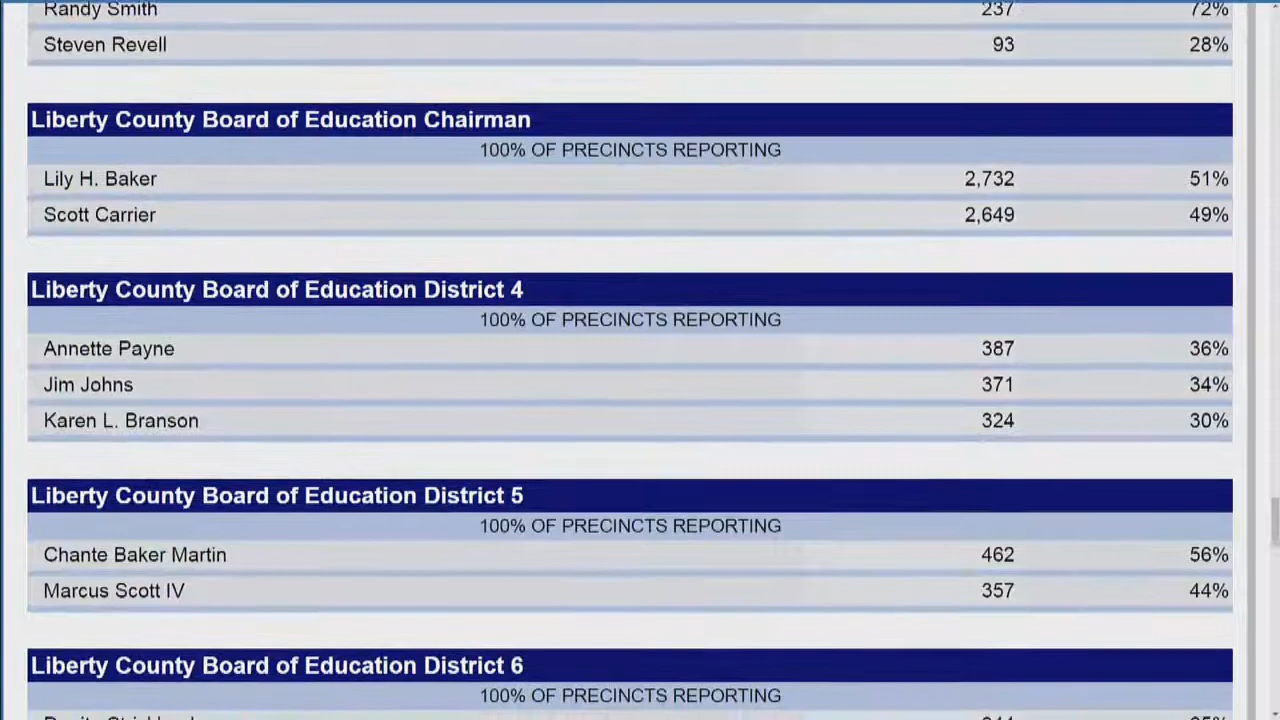 Randy Smith 237 72%
Steven Revell 93 28%
Liberty County Board of Education Chairman
100% OF PRECINCTS REPORTING
Lily H. Baker 2,732 51%
Scott Carrier 2,649 49%
Liberty County Board of Education District 4
100% OF PRECINCTS REPORTING
Annette Payne 387 36%
Jim Johns 371 34%
Karen L. Branson 324 30%
Liberty County Board of Education District 5
100% OF PRECINCTS REPORTING
Chante Baker Martin 462 56%
Marcus Scott IV 357 44%
Liberty County Board of Education District 6
100% OF PRECINCTS REPORTING